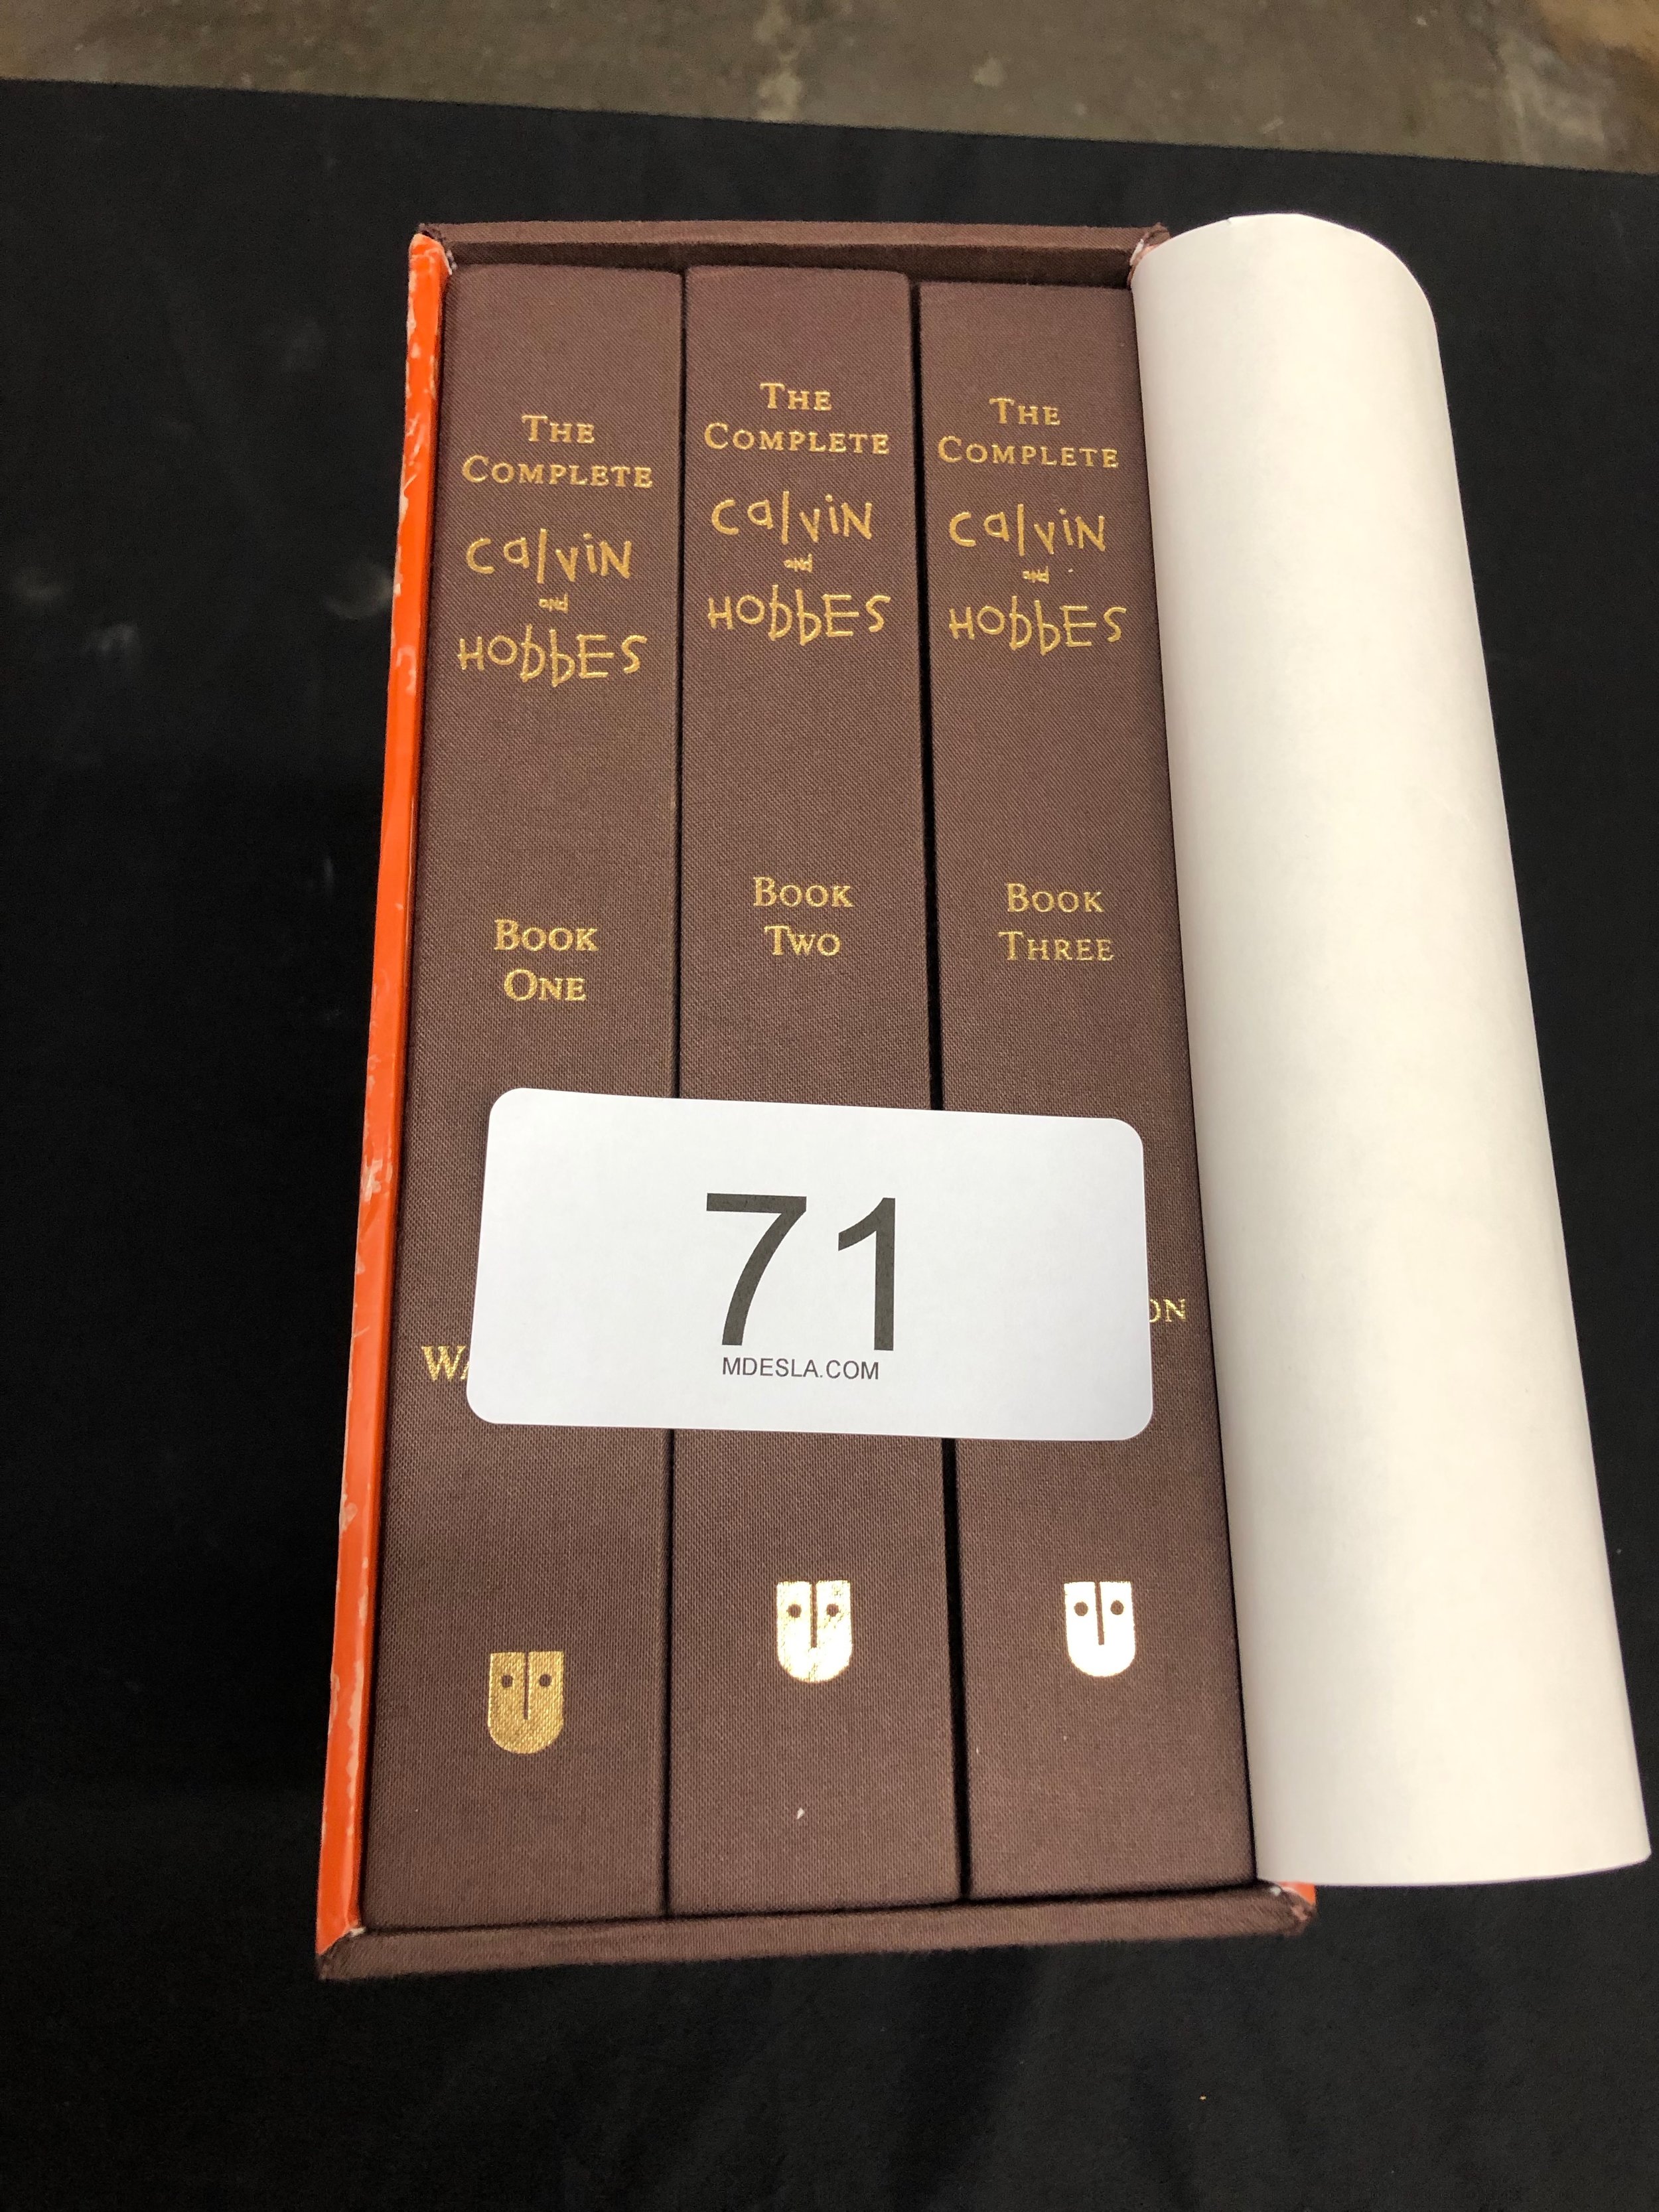 THE
COMPLETE
CALVIN
AND
HOBBES
BOOK
ONE
THE
COMPLETE
CALVIN
AND
HOBBES
BOOK
TWO
THE
COMPLETE
CALVIN
AND
HOBBES
BOOK
THREE
71
MDESLA.COM